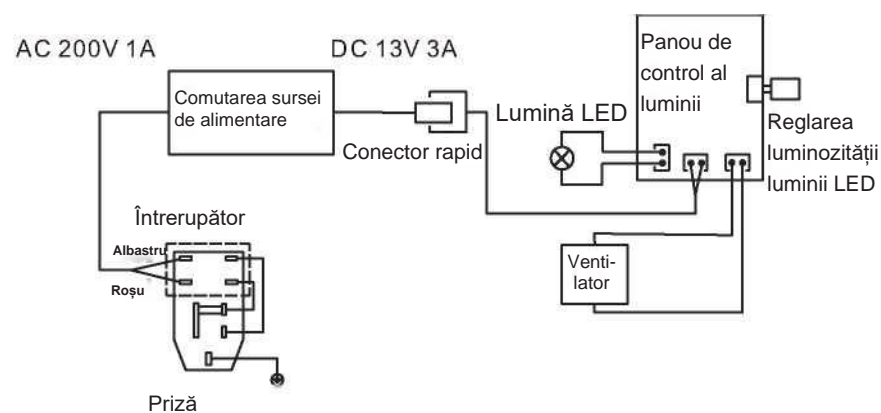 AC 200V 1A
DC 13V 3A
Panou de
control al
luminii
Comutarea sursei
de alimentare
Lumină LED
Conector rapid
Reglarea
luminozității
luminii LED
Întrerupător
Albastru
Roșu
Venti-
lator
Priză